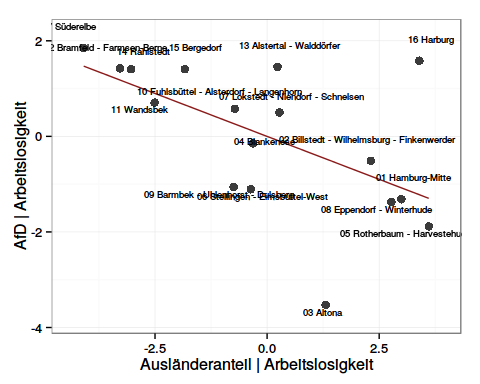 Süderelbe
16 Harburg
13 Alstertal - Walddörfer
2 Bramfeld - Farmsen-Berne
15 Bergedorf
14 Rahlstedt
10 Fuhlsbüttel - Alsterdorf - Langenhorn
07 Lokstedt - Niendorf - Schnelsen
11 Wandsbek
04 Blankenese
02 Billstedt - Wilhelmsburg - Finkenwerder
01 Hamburg-Mitte
09 Barmbek - Uhlenhorst - Dulsberg
06 Stellingen - Eimsbüttel-West
08 Eppendorf - Winterhude
05 Rotherbaum - Harvestehu
03 Altona
2
0
-2
-4
-2.5
0.0
2.5
AfD | Arbeitslosigkeit
Ausländeranteil | Arbeitslosigkeit